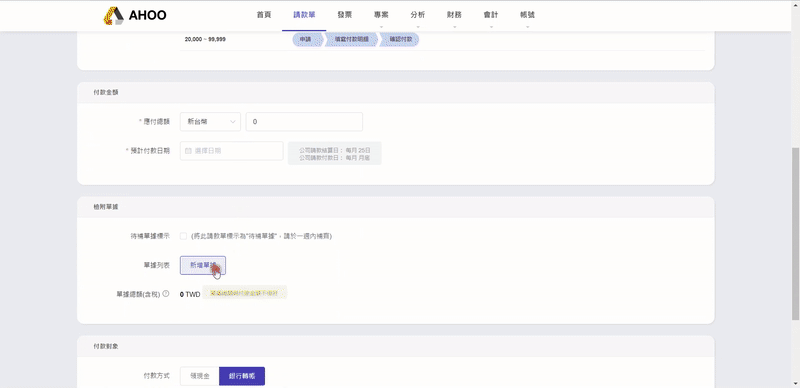 AHOO
首頁
請款單
發票
專案
分析
財務
會計
帳號
20,000 ~ 99,999
申請
填寫付款明細
確認付款
付款金額
* 應付總額
新台幣
0
* 預計付款日期
選擇日期
公司請款結算日： 每月 25日
公司請款付款日： 每月 月底
檢附單據
待補單據標示
(將此請款單標示為"待補單據"，請於一週內補齊)
單據列表
新增單據
單據總額(含稅)
0 TWD
付款對象
付款方式
領現金
銀行轉帳